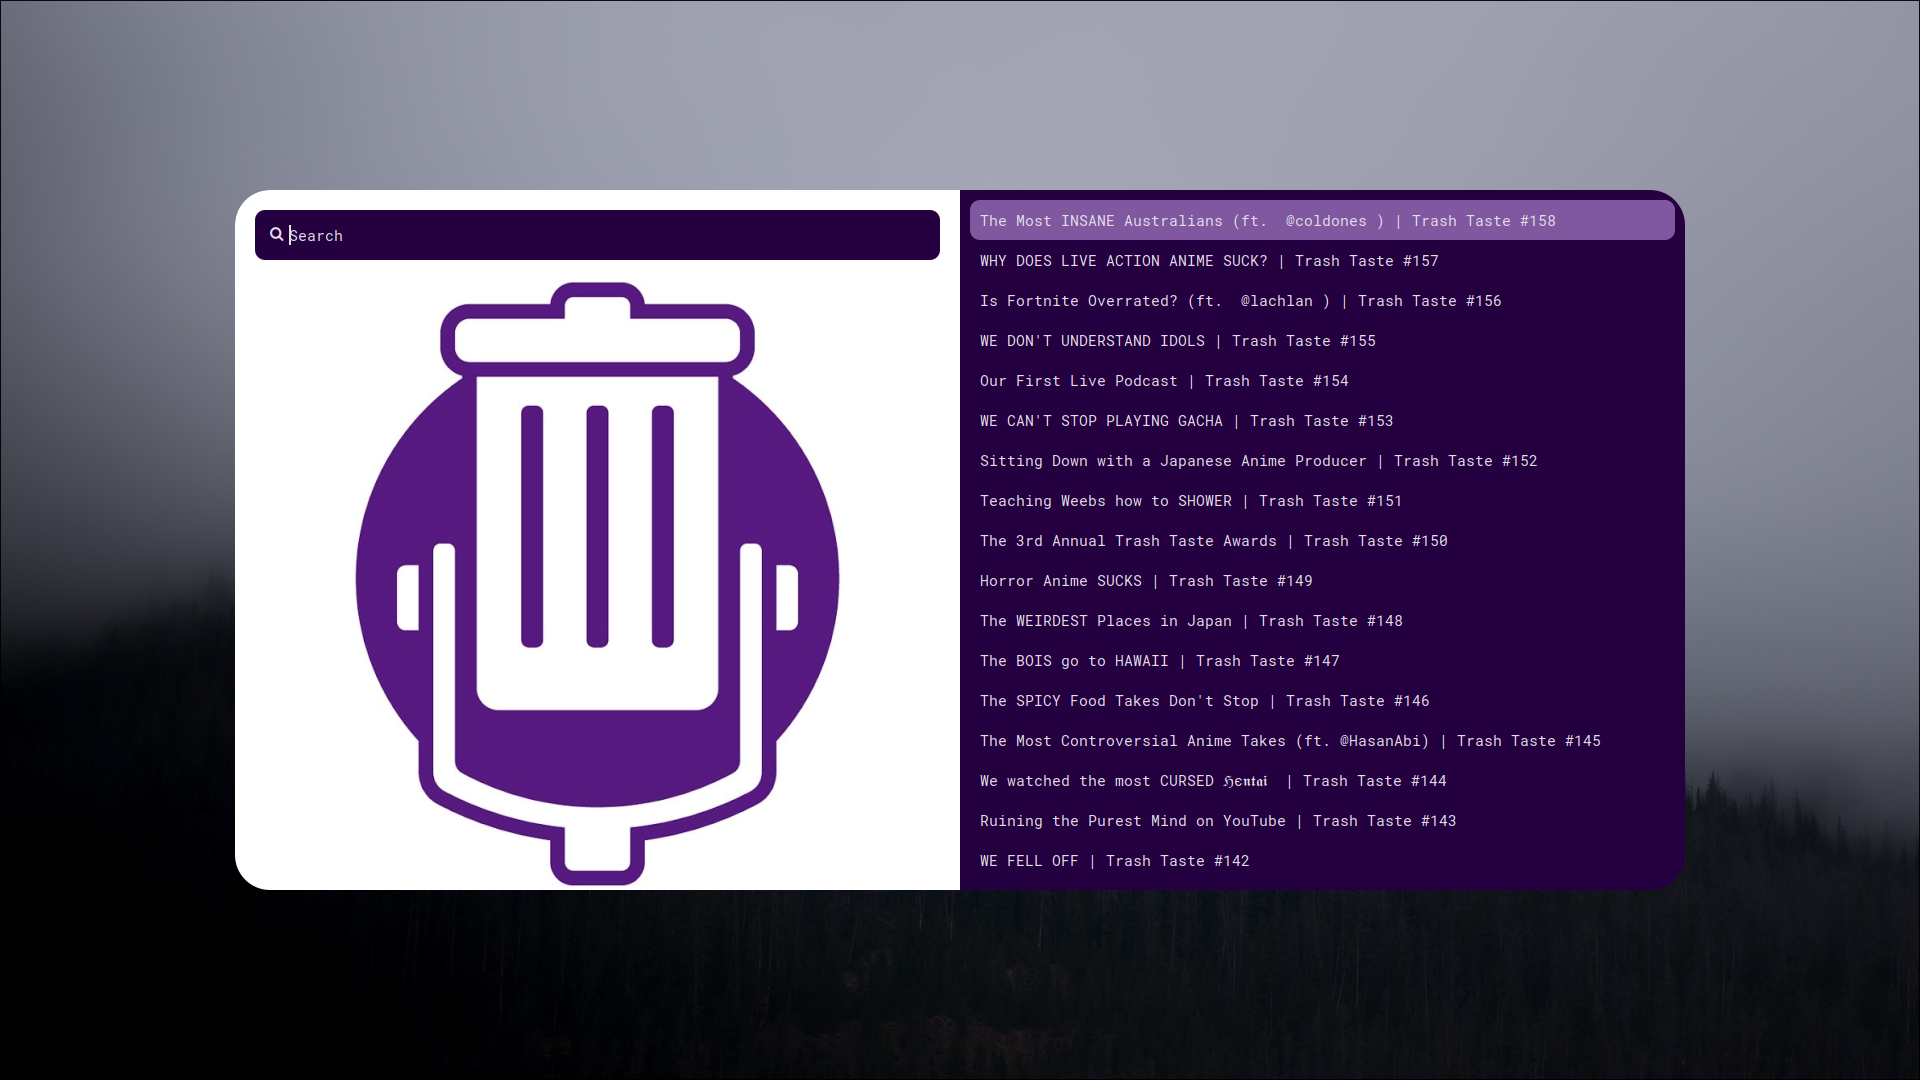 Search
The Most INSANE Australians (ft.  @coldones ) | Trash Taste #158
WHY DOES LIVE ACTION ANIME SUCK? | Trash Taste #157
Is Fortnite Overrated? (ft.  @lachlan ) | Trash Taste #156
WE DON'T UNDERSTAND IDOLS | Trash Taste #155
Our First Live Podcast | Trash Taste #154
WE CAN'T STOP PLAYING GACHA | Trash Taste #153
Sitting Down with a Japanese Anime Producer | Trash Taste #152
Teaching Weebs how to SHOWER | Trash Taste #151
The 3rd Annual Trash Taste Awards | Trash Taste #150
Horror Anime SUCKS | Trash Taste #149
The WEIRDEST Places in Japan | Trash Taste #148
The BOIS go to HAWAII | Trash Taste #147
The SPICY Food Takes Don't Stop | Trash Taste #146
The Most Controversial Anime Takes (ft. @HasanAbi) | Trash Taste #145
We watched the most CURSED ℌ𝔢𝔫𝔱𝔞𝔦  | Trash Taste #144
Ruining the Purest Mind on YouTube | Trash Taste #143
WE FELL OFF | Trash Taste #142